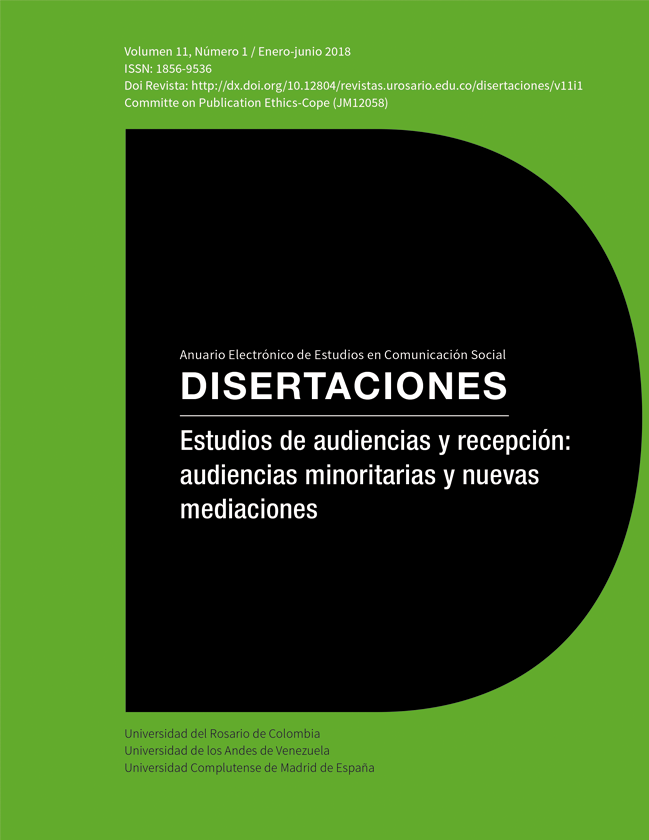 Volumen 11, Número 1 / Enero-junio 2018
ISSN: 1856-9536
Doi Revista: http://dx.doi.org/10.12804/revistas.urosario.edu.co/disertaciones/v11i1
Committe on Publication Ethics-Cope (JM12058)
Anuario Electrónico de Estudios en Comunicación Social
DISERTACIONES
Estudios de audiencias y recepción:
audiencias minoritarias y nuevas
mediaciones
Universidad del Rosario de Colombia
Universidad de los Andes de Venezuela
Universidad Complutense de Madrid de España